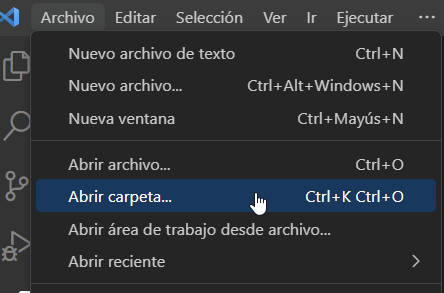 Archivo Editar Selección Ver Ir Ejecutar ...
Nuevo archivo de texto Ctrl+N
Nuevo archivo... Ctrl+Alt+Windows+N
Nueva ventana Ctrl+Mayús+N
Abrir archivo... Ctrl+O
Abrir carpeta... Ctrl+K Ctrl+O
Abrir área de trabajo desde archivo...
Abrir reciente